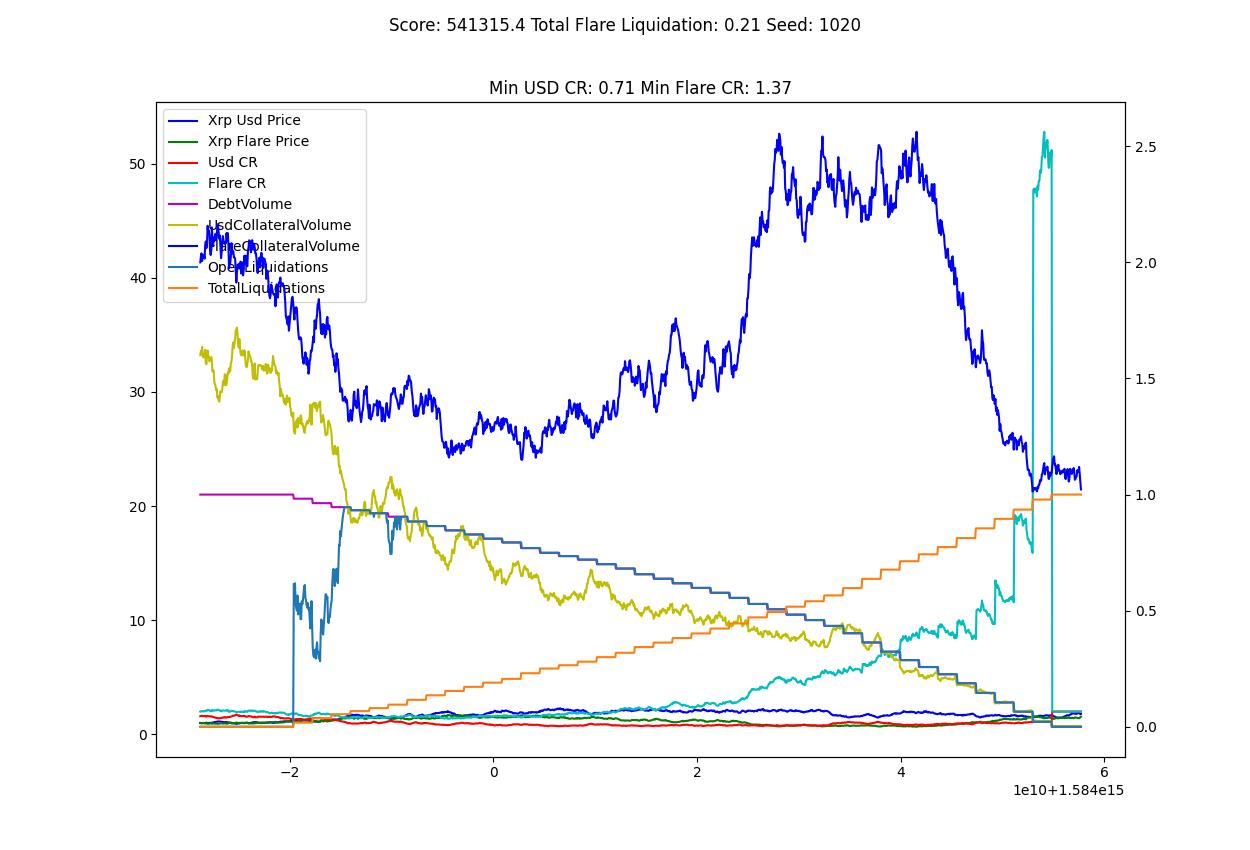 Score: 541315.4 Total Flare Liquidation: 0.21 Seed: 1020
Min USD CR: 0.71 Min Flare CR: 1.37
Xrp Usd Price
Xrp Flare Price
Usd CR
Flare CR
DebtVolume
UsdCollateralVolume
FlareCollateralVolume
OpenLiquidations
TotalLiquidations
50
40
30
20
10
0
2.5
2.0
1.5
1.0
0.5
0.0
−2
0
2
4
6
1e10+1.584e15